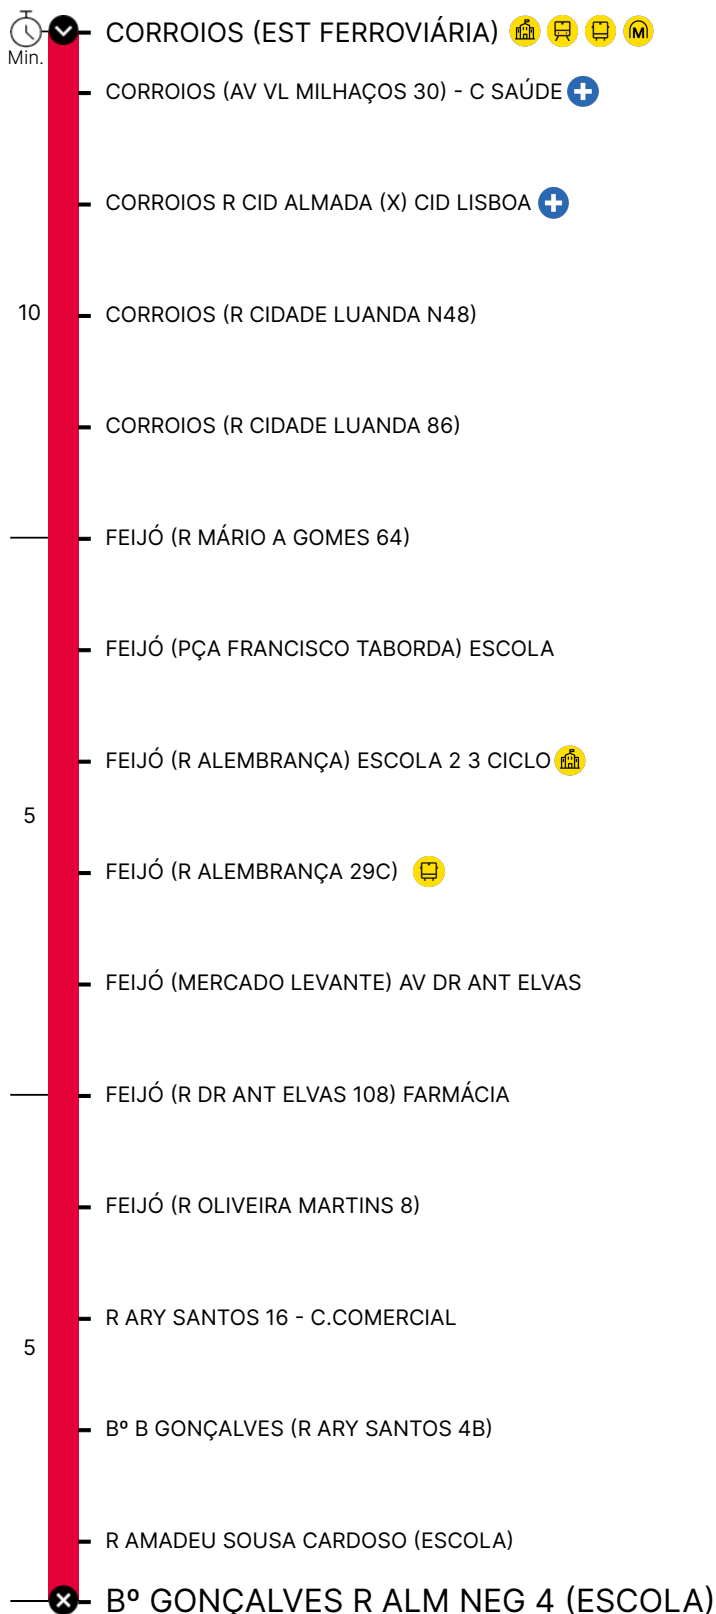 CORROIOS (EST FERROVIÁRIA)
Min.
CORROIOS (AV VL MILHAÇOS 30) - C SAÚDE
CORROIOS R CID ALMADA (X) CID LISBOA
10
CORROIOS (R CIDADE LUANDA N48)
CORROIOS (R CIDADE LUANDA 86)
FEIJÓ (R MÁRIO A GOMES 64)
FEIJÓ (PÇA FRANCISCO TABORDA) ESCOLA
FEIJÓ (R ALEMBRANÇA) ESCOLA 2 3 CICLO
5
FEIJÓ (R ALEMBRANÇA 29C)
FEIJÓ (MERCADO LEVANTE) AV DR ANT ELVAS
FEIJÓ (R DR ANT ELVAS 108) FARMÁCIA
FEIJÓ (R OLIVEIRA MARTINS 8)
R ARY SANTOS 16 - C.COMERCIAL
5
Bº B GONÇALVES (R ARY SANTOS 4B)
R AMADEU SOUSA CARDOSO (ESCOLA)
Bº GONÇALVES R ALM NEG 4 (ESCOLA)